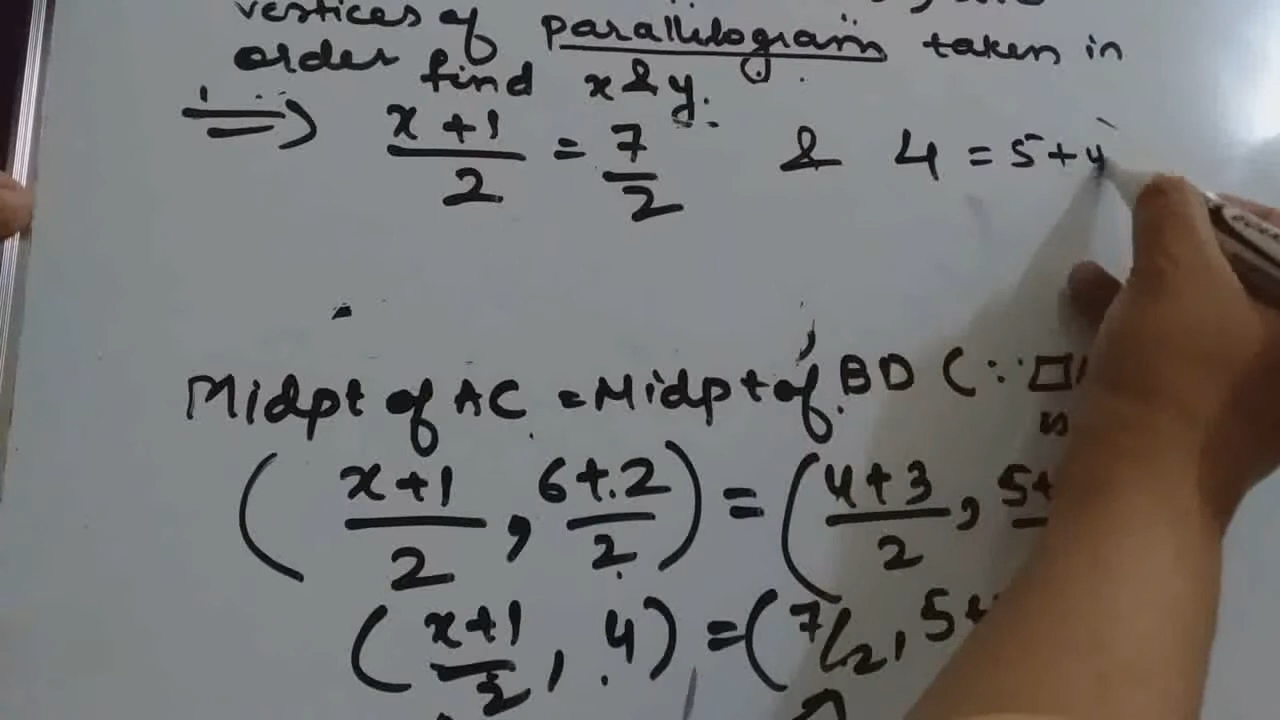 vertices of parallelogram taken in
order find x & y.
⇒ x+1/2 = 7/2 & 4 = 5+y
Midpt of AC = Midpt of BD (∵ □
(x+1/2, 6+2/2) = (4+3/2, 5+
(x+1/2, 4) = (7/2, 5+